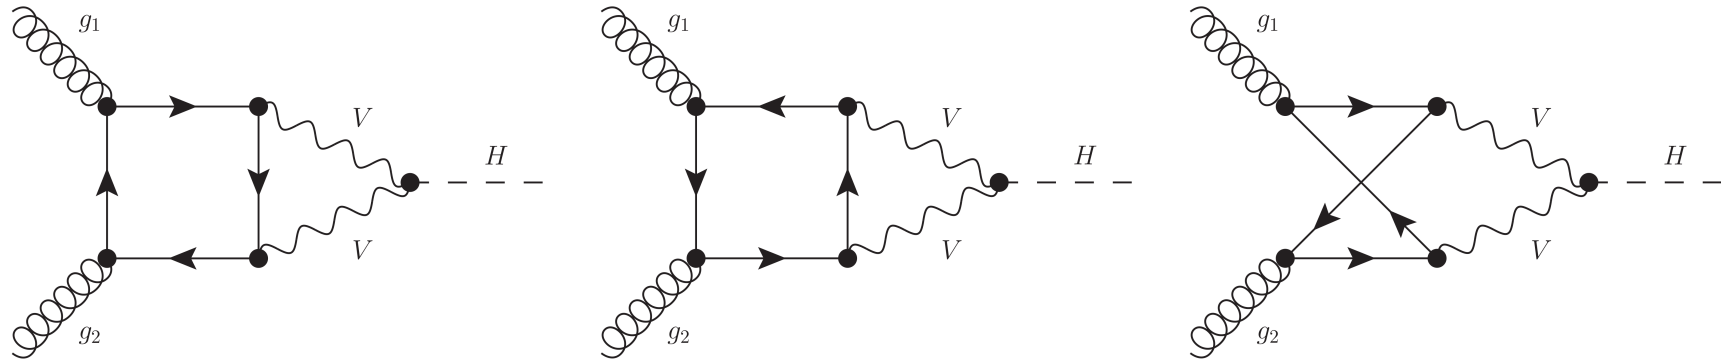 g₁ g₁ g₁
V V V
H H H
V V V
g₂ g₂ g₂